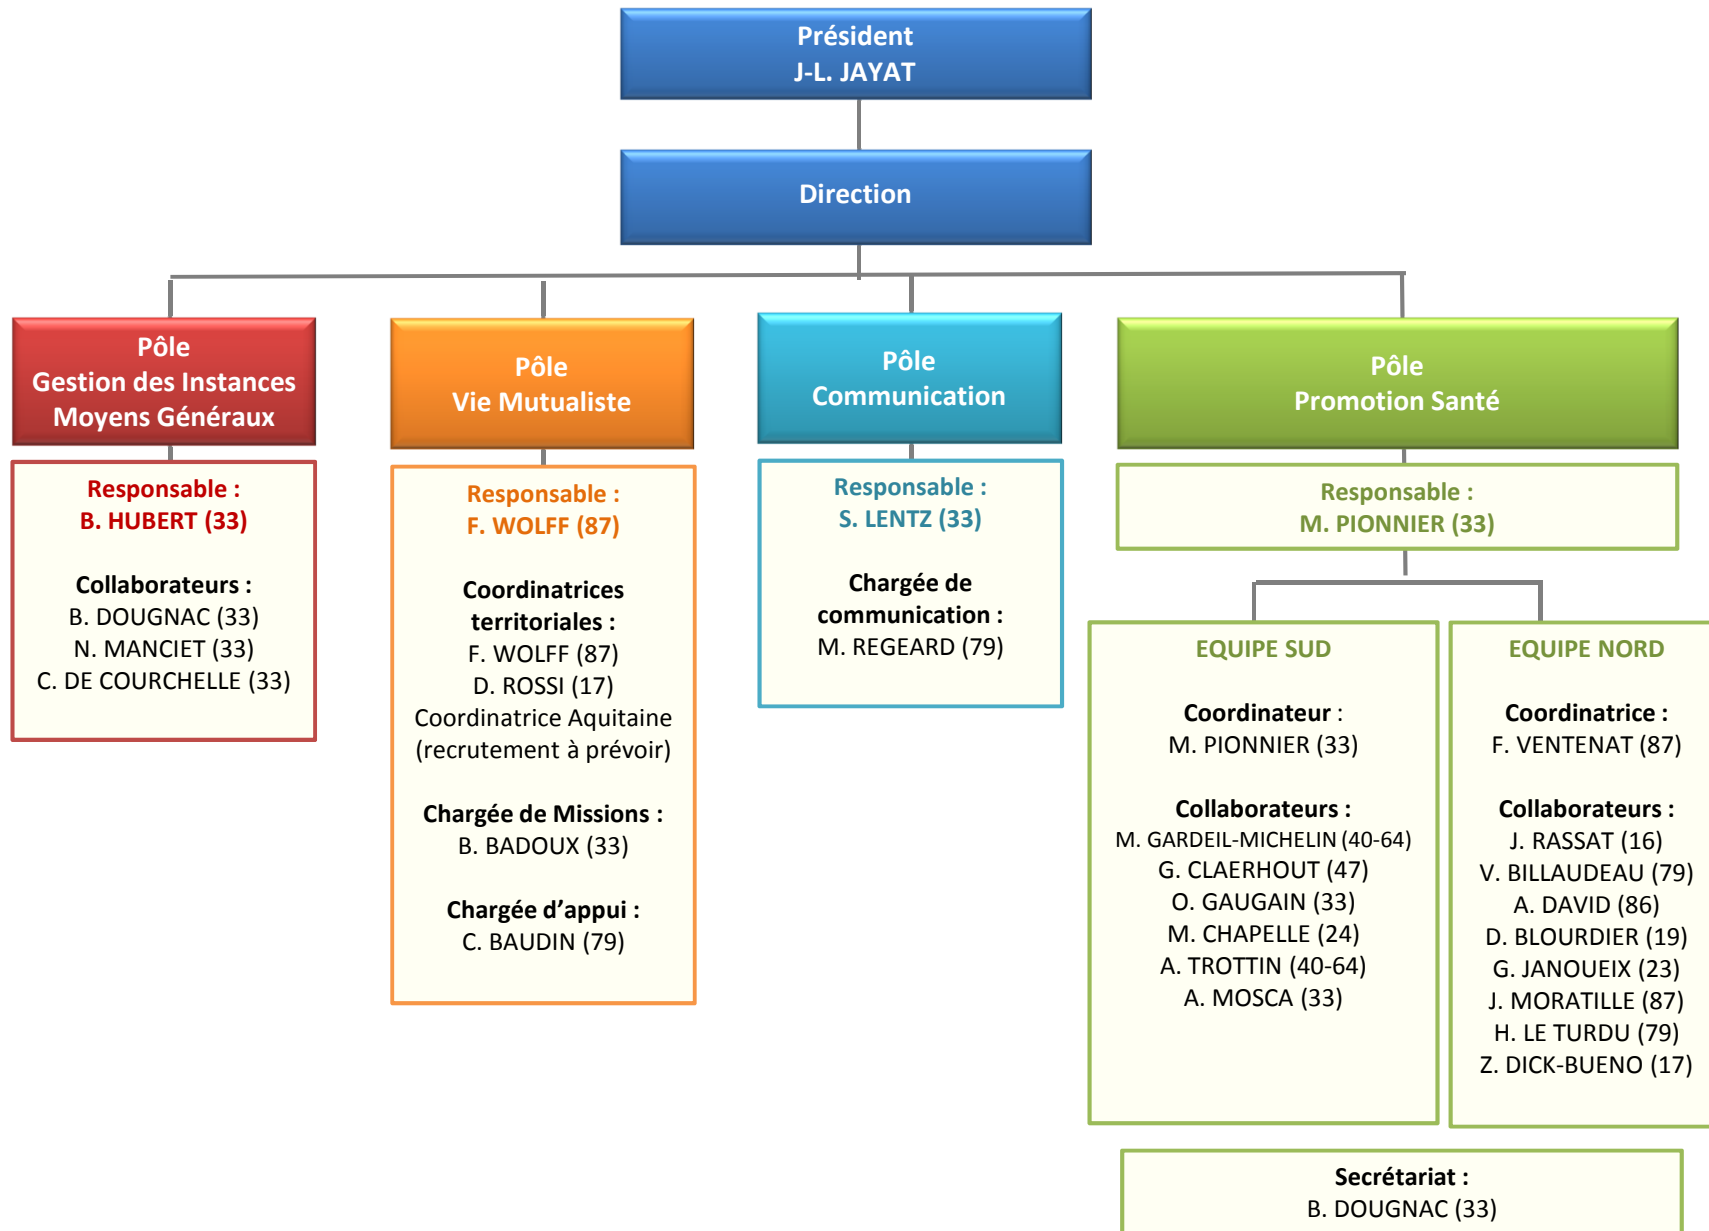 Président
J-L. JAYAT
Direction
Pôle
Gestion des Instances
Moyens Généraux
Responsable :
B. HUBERT (33)
Collaborateurs :
B. DOUGNAC (33)
N. MANCIET (33)
C. DE COURCHELLE (33)
Pôle
Vie Mutualiste
Responsable :
F. WOLFF (87)
Coordinatrices
territoriales :
F. WOLFF (87)
D. ROSSI (17)
Coordinatrice Aquitaine
(recrutement à prévoir)
Chargée de Missions :
B. BADOUX (33)
Chargée d’appui :
C. BAUDIN (79)
Pôle
Communication
Responsable :
S. LENTZ (33)
Chargée de
communication :
M. REGEARD (79)
Pôle
Promotion Santé
Responsable :
M. PIONNIER (33)
EQUIPE SUD
Coordinateur :
M. PIONNIER (33)
Collaborateurs :
M. GARDEIL-MICHELIN (40-64)
G. CLAERHOUT (47)
O. GAUGAIN (33)
M. CHAPELLE (24)
A. TROTTIN (40-64)
A. MOSCA (33)
EQUIPE NORD
Coordinatrice :
F. VENTENAT (87)
Collaborateurs :
J. RASSAT (16)
V. BILLAUDEAU (79)
A. DAVID (86)
D. BLOURDIER (19)
G. JANOUEIX (23)
J. MORATILLE (87)
H. LE TURDU (79)
Z. DICK-BUENO (17)
Secrétariat :
B. DOUGNAC (33)